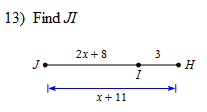 13) Find JI
2x + 8 3
J I H
x + 11